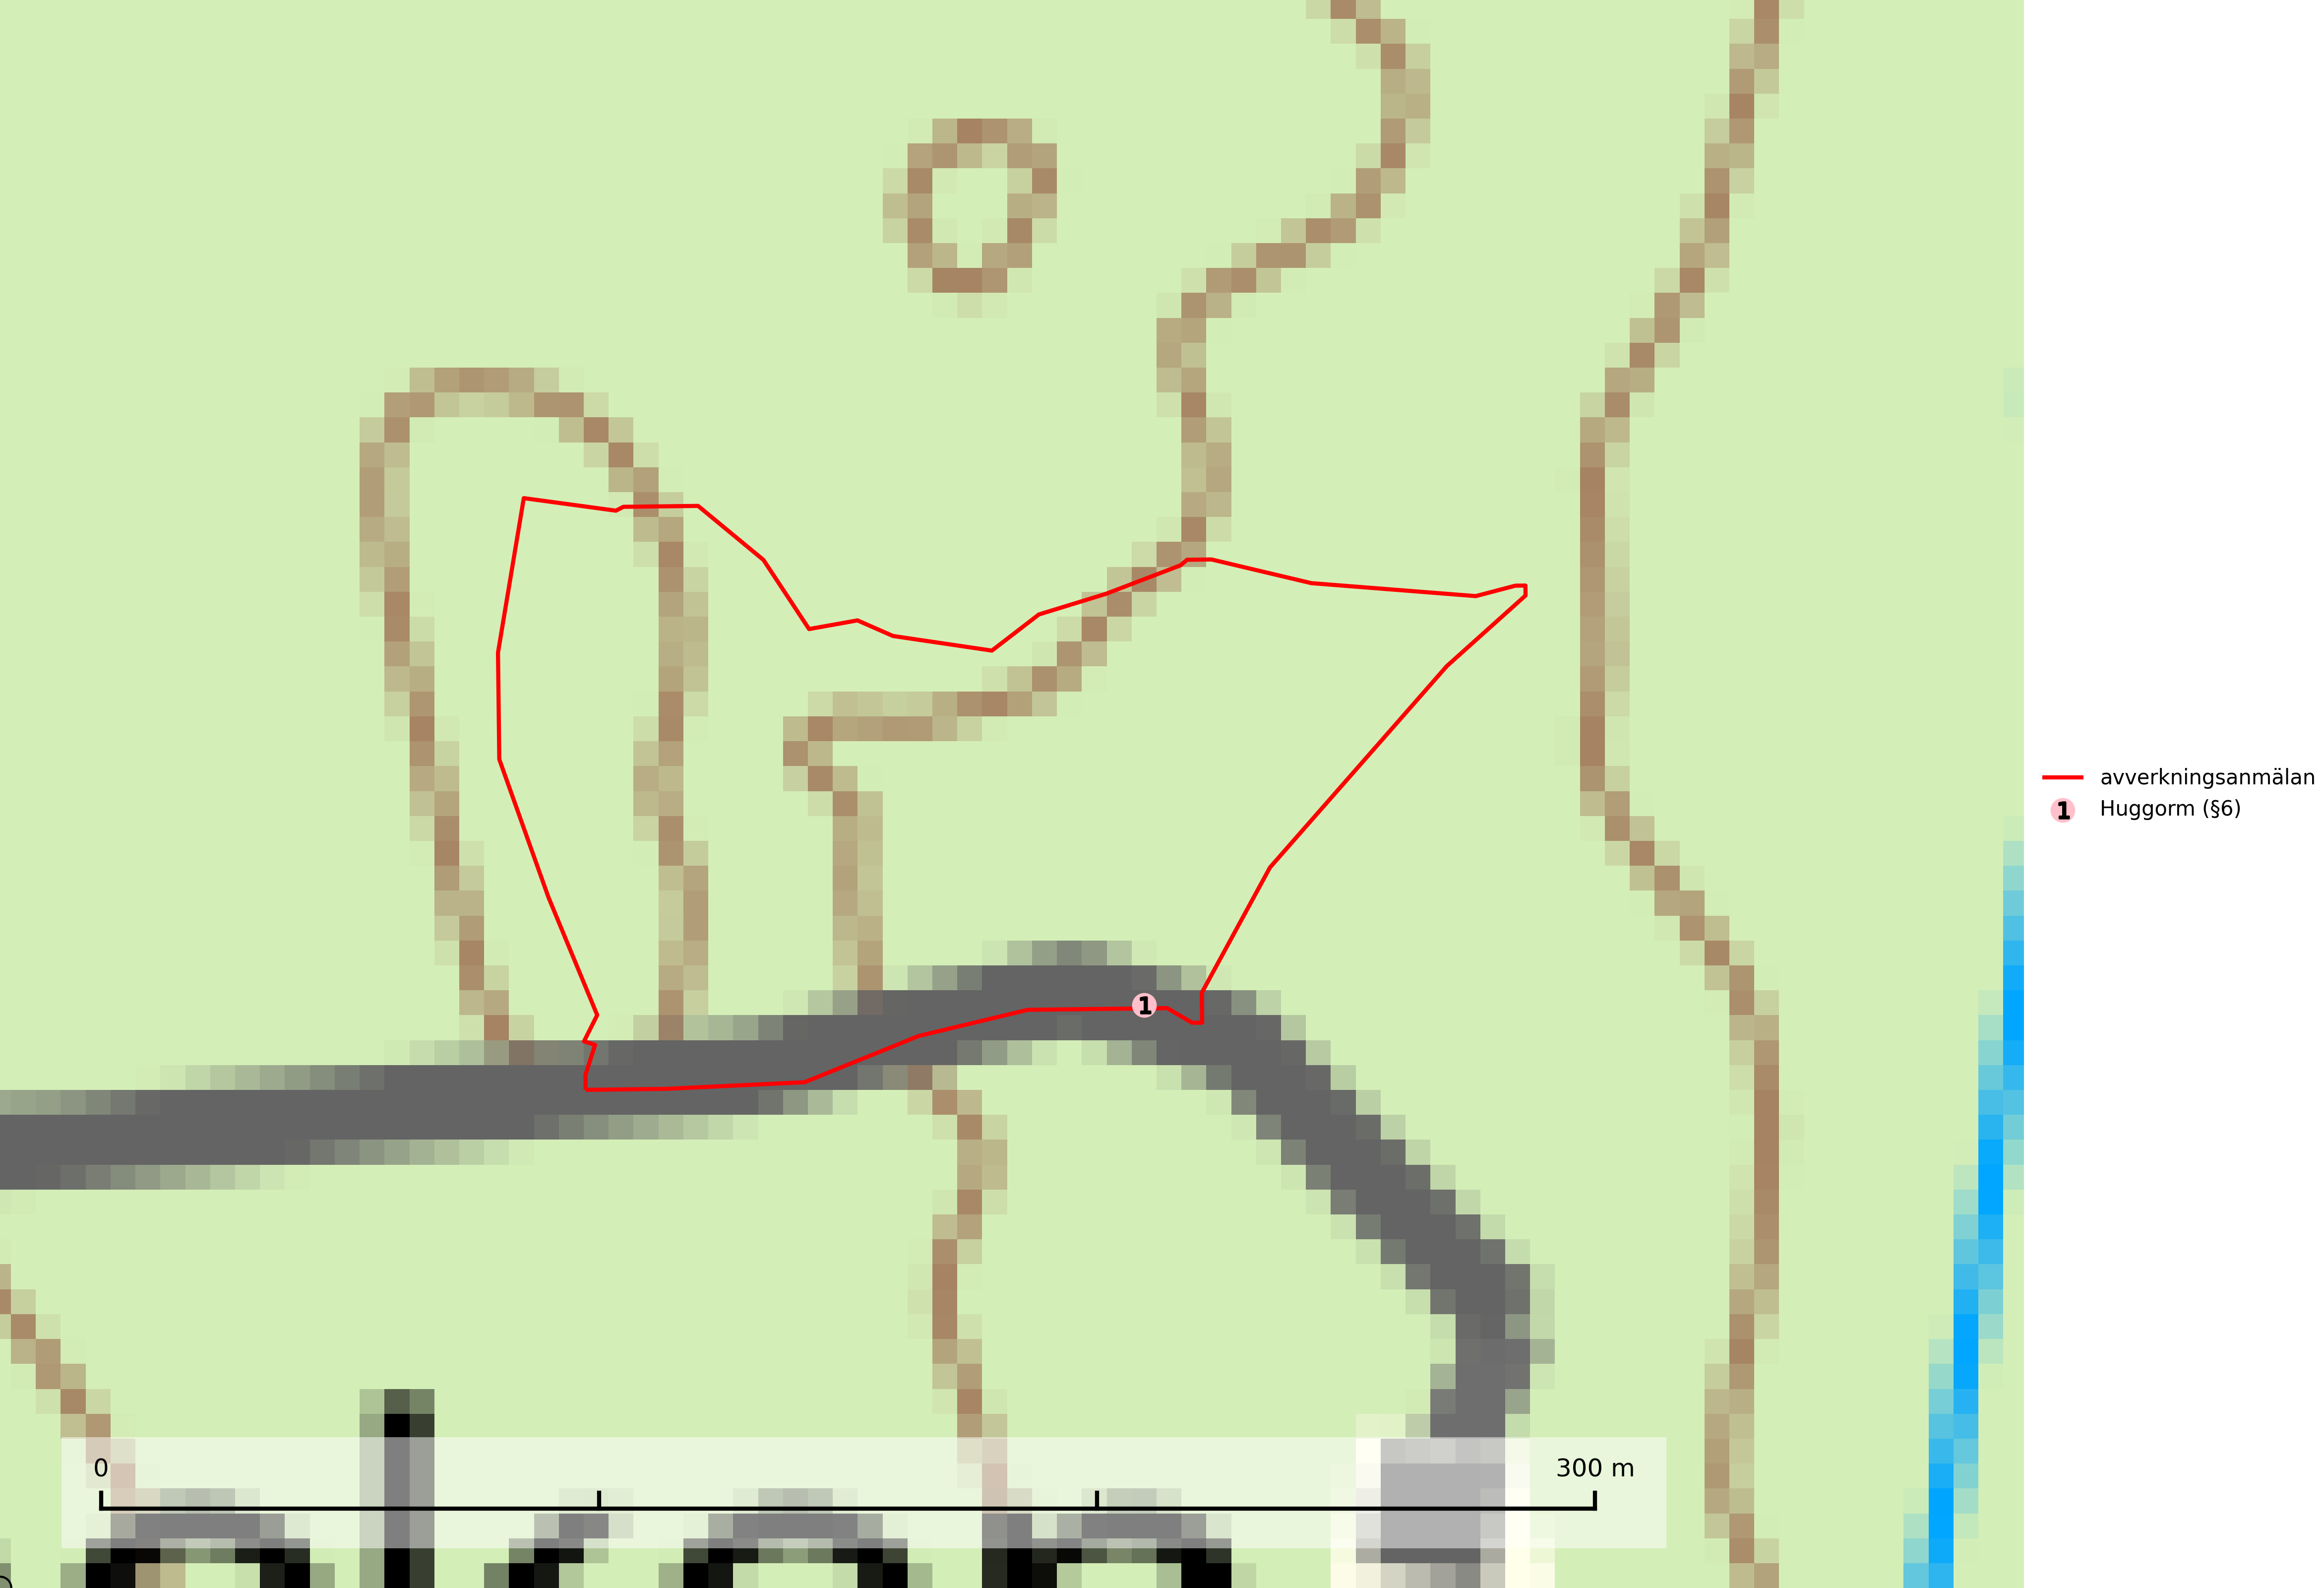 1
avverkningsanmälan
1 Huggorm (§6)
0 300 m